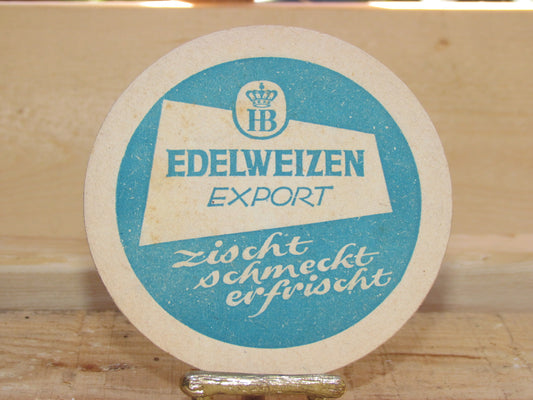 HB
EDELWEIZEN
EXPORT
zischt
schmeckt
erfrischt